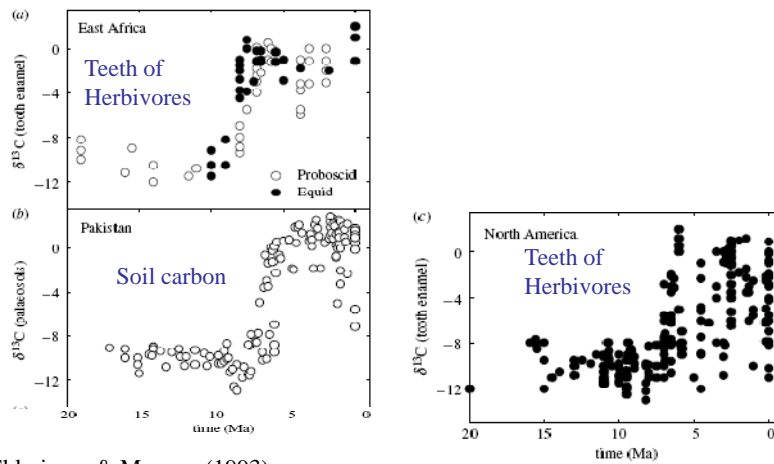 (a)
East Africa
Teeth of
Herbivores
δ¹³C (tooth enamel)
0
−4
−8
−12
Proboscid
Equid
(b)
Pakistan
Soil carbon
δ¹³C (palaeosols)
0
−4
−8
−12
20
15
10
5
0
time (Ma)
(c)
North America
Teeth of
Herbivores
δ¹³C (tooth enamel)
0
−4
−8
−12
20
15
10
5
0
time (Ma)
(1993)